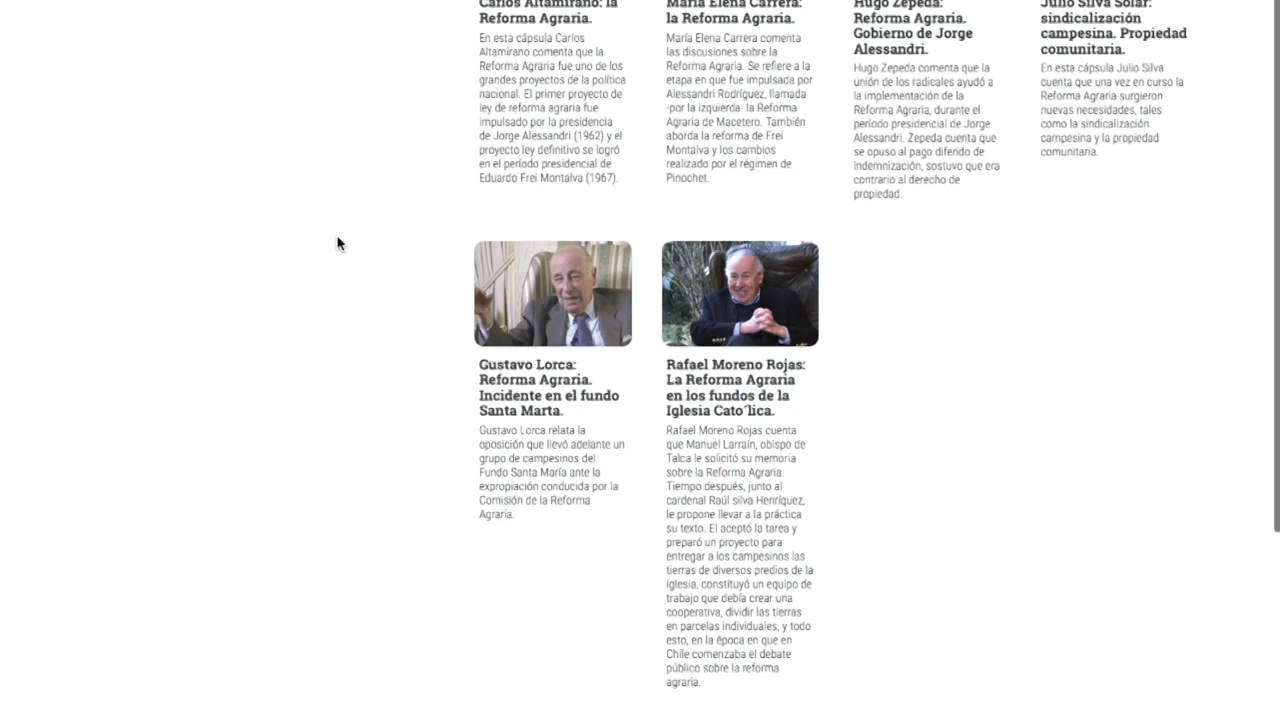 Carlos Altamirano: la
Reforma Agraria.
En esta cápsula Carlos
Altamirano comenta que la
Reforma Agraria fue uno de los
grandes proyectos de la política
nacional. El primer proyecto de
ley de reforma agraria fue
impulsado por la presidencia
de Jorge Alessandri (1962) y el
proyecto ley definitivo se logró
en el período presidencial de
Eduardo Frei Montalva (1967).
María Elena Carrera:
la Reforma Agraria.
María Elena Carrera comenta
las discusiones sobre la
Reforma Agraria. Se refiere a la
etapa en que fue impulsada por
Alessandri Rodríguez, llamada
-por la izquierda- la Reforma
Agraria de Macetero. También
aborda la reforma de Frei
Montalva y los cambios
realizado por el régimen de
Pinochet.
Hugo Zepeda:
Reforma Agraria.
Gobierno de Jorge
Alessandri.
Hugo Zepeda comenta que la
unión de los radicales ayudó a
la implementación de la
Reforma Agraria, durante el
período presidencial de Jorge
Alessandri. Zepeda cuenta que
se opuso al pago diferido de
indemnización, sostuvo que era
contrario al derecho de
propiedad.
Julio Silva Solar:
sindicalización
campesina. Propiedad
comunitaria.
En esta cápsula Julio Silva
cuenta que una vez en curso la
Reforma Agraria surgieron
nuevas necesidades, tales
como la sindicalización
campesina y la propiedad
comunitaria.
Gustavo Lorca:
Reforma Agraria.
Incidente en el fundo
Santa Marta.
Gustavo Lorca relata la
oposición que llevó adelante un
grupo de campesinos del
Fundo Santa María ante la
expropiación conducida por la
Comisión de la Reforma
Agraria.
Rafael Moreno Rojas:
La Reforma Agraria
en los fundos de la
Iglesia Cato´lica.
Rafael Moreno Rojas cuenta
que Manuel Larraín, obispo de
Talca le solicitó su memoria
sobre la Reforma Agraria.
Tiempo después, junto al
cardenal Raúl silva Henríquez,
le propone llevar a la práctica
su texto. El aceptó la tarea y
preparó un proyecto para
entregar a los campesinos las
tierras de diversos predios de la
iglesia, constituyó un equipo de
trabajo que debía crear una
cooperativa, dividir las tierras
en parcelas individuales, y todo
esto, en la época en que en
Chile comenzaba el debate
público sobre la reforma
agraria.